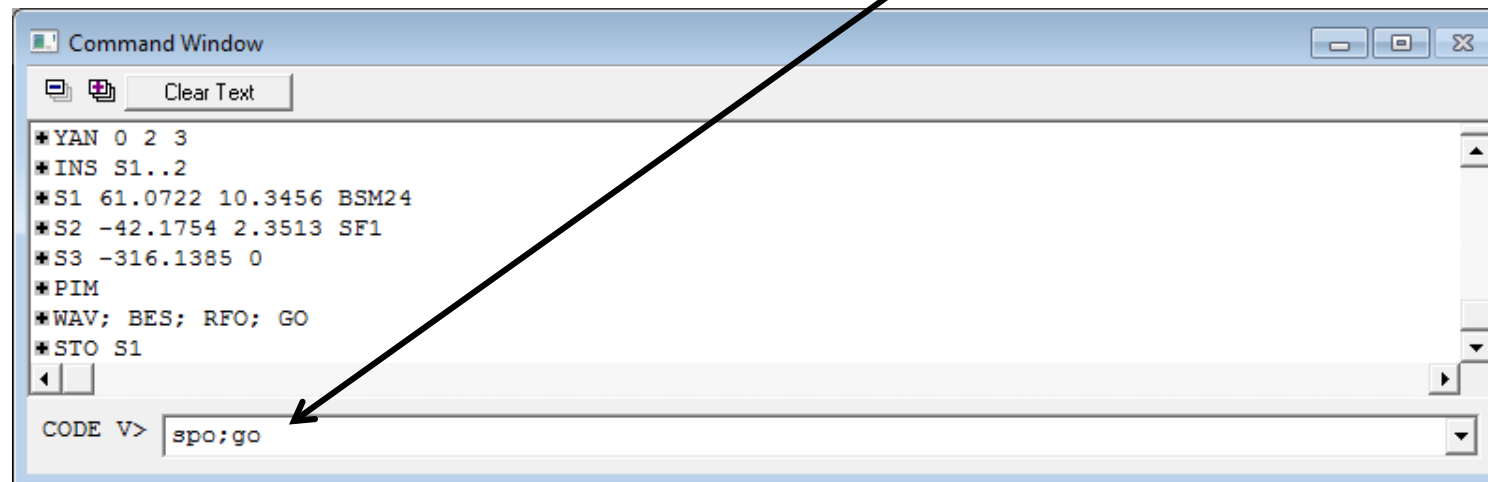 Command Window
Clear Text
YAN 0 2 3
INS S1..2
S1 61.0722 10.3456 BSM24
S2 -42.1754 2.3513 SF1
S3 -316.1385 0
PIM
WAV; BES; RFO; GO
STO S1
CODE V> spo;go